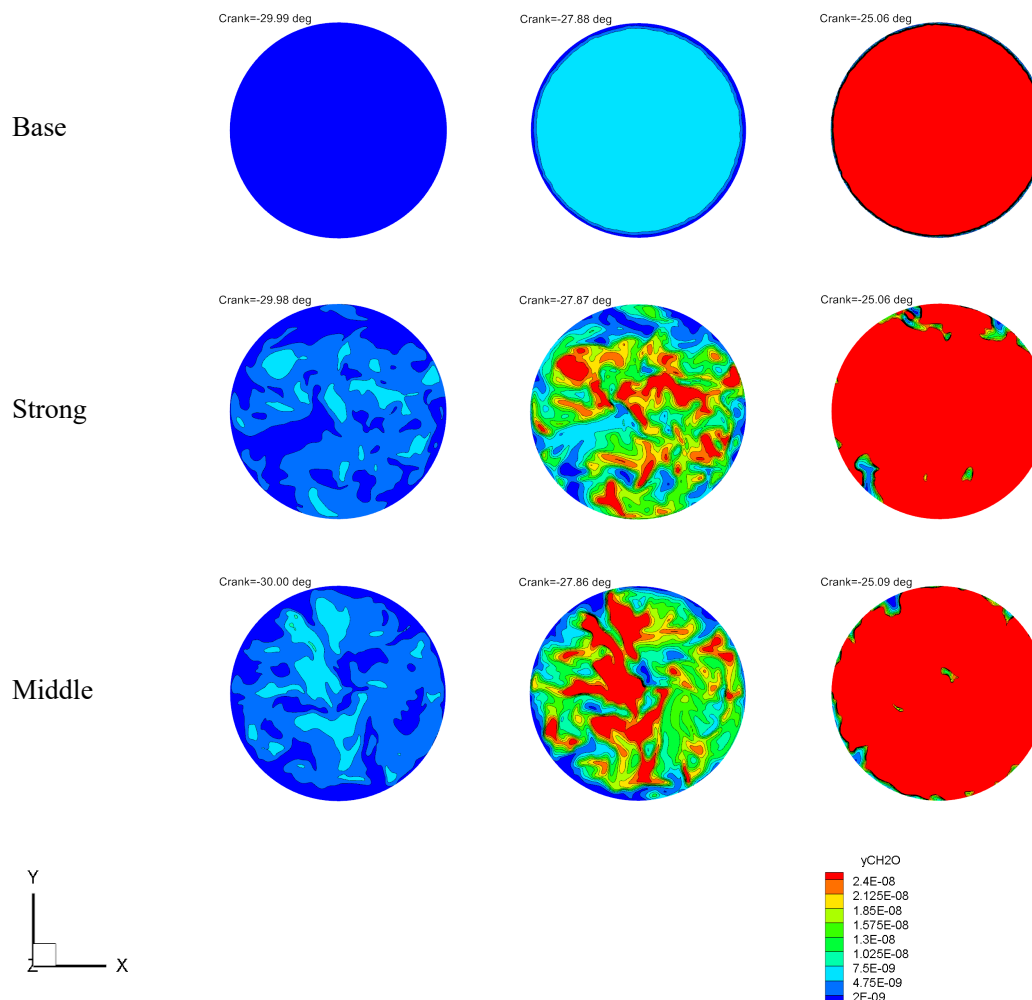 Crank=-29.99 deg
Crank=-27.88 deg
Crank=-25.06 deg
Base
Crank=-29.98 deg
Crank=-27.87 deg
Crank=-25.06 deg
Strong
Crank=-30.00 deg
Crank=-27.86 deg
Crank=-25.09 deg
Middle
Y
Z
X
yCH2O
2.4E-08
2.125E-08
1.85E-08
1.575E-08
1.3E-08
1.025E-08
7.5E-09
4.75E-09
2E-09